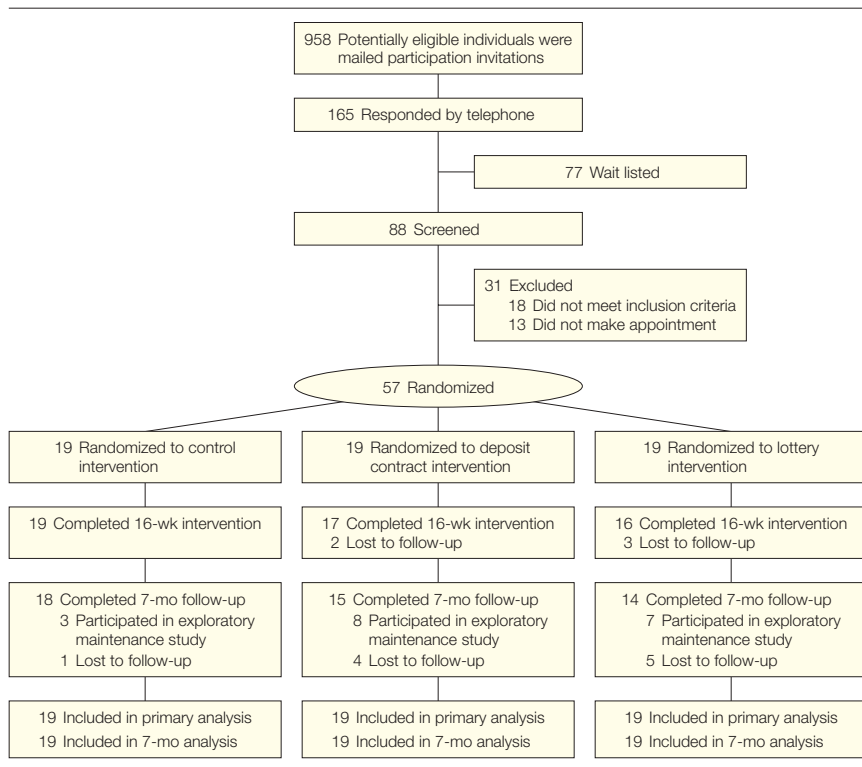 958 Potentially eligible individuals were
mailed participation invitations
165 Responded by telephone
77 Wait listed
88 Screened
31 Excluded
18 Did not meet inclusion criteria
13 Did not make appointment
57 Randomized
19 Randomized to control
intervention
19 Completed 16-wk intervention
18 Completed 7-mo follow-up
3 Participated in exploratory
maintenance study
1 Lost to follow-up
19 Included in primary analysis
19 Included in 7-mo analysis
19 Randomized to deposit
contract intervention
17 Completed 16-wk intervention
2 Lost to follow-up
15 Completed 7-mo follow-up
8 Participated in exploratory
maintenance study
4 Lost to follow-up
19 Included in primary analysis
19 Included in 7-mo analysis
19 Randomized to lottery
intervention
16 Completed 16-wk intervention
3 Lost to follow-up
14 Completed 7-mo follow-up
7 Participated in exploratory
maintenance study
5 Lost to follow-up
19 Included in primary analysis
19 Included in 7-mo analysis